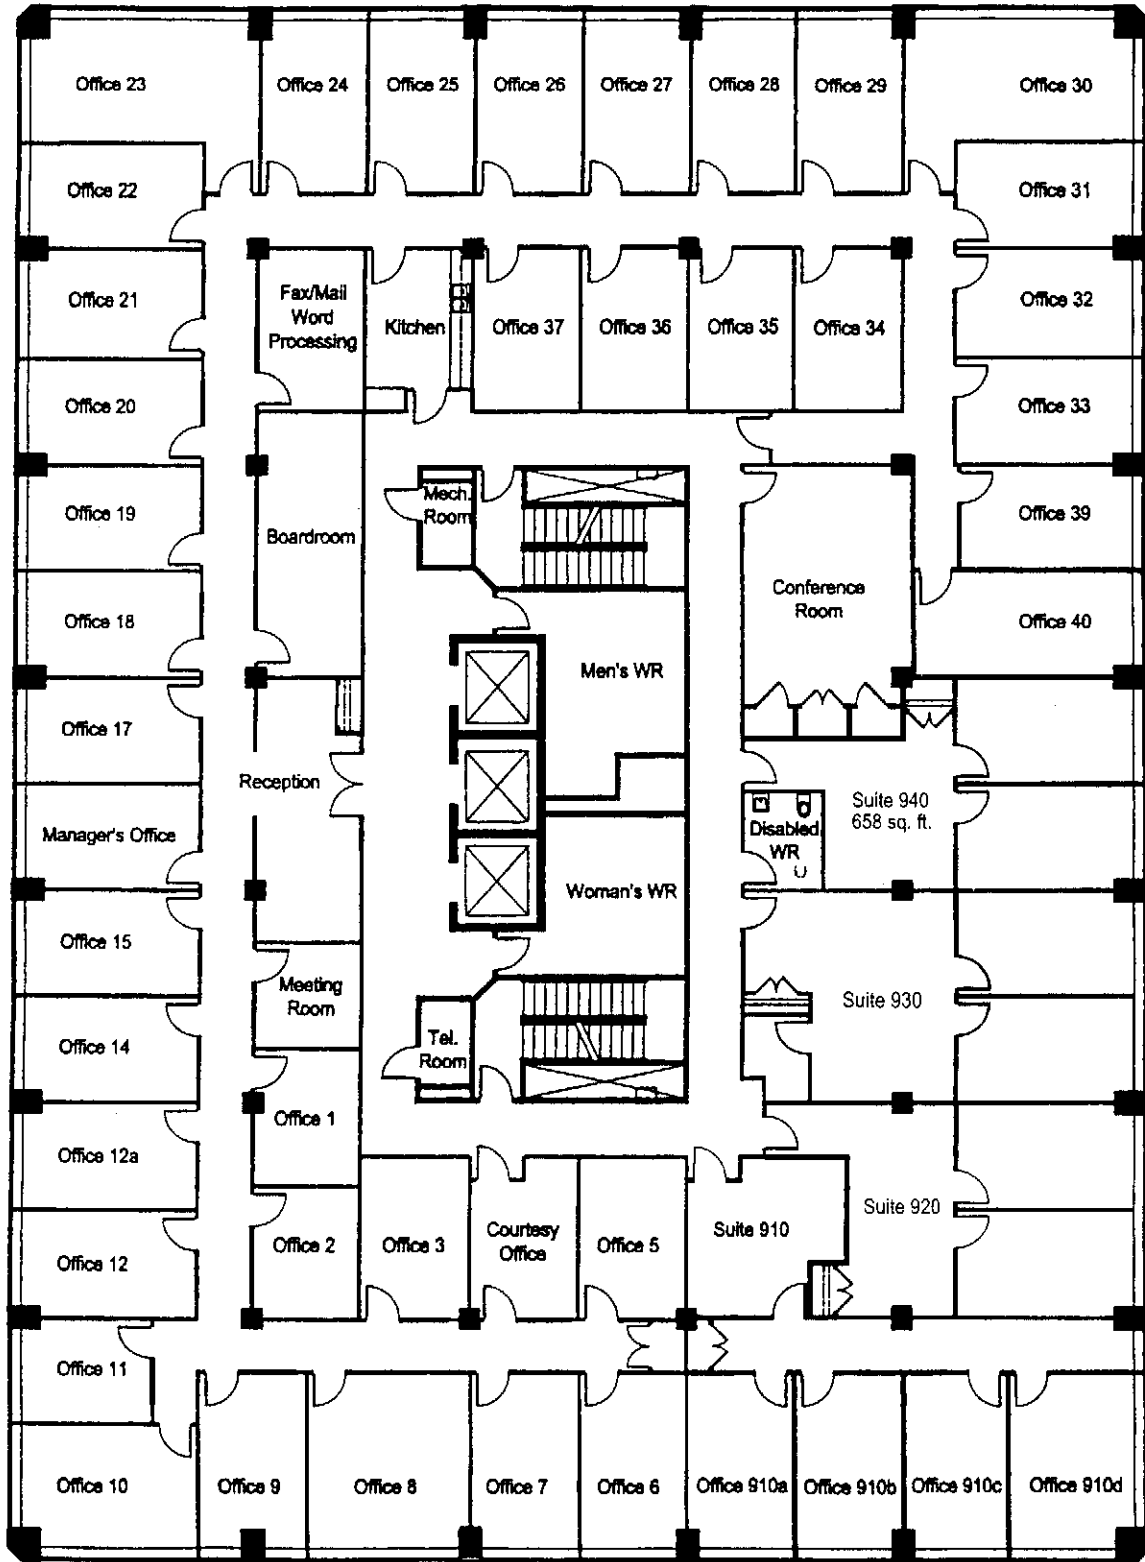 Office 23
Office 24
Office 25
Office 26
Office 27
Office 28
Office 29
Office 30
Office 22
Office 31
Office 21
Fax/Mail
Word
Processing
Kitchen
Office 37
Office 36
Office 35
Office 34
Office 32
Office 20
Office 33
Office 19
Boardroom
Mech.
Room
Office 39
Office 18
Conference
Room
Office 40
Men's WR
Office 17
Reception
Manager's Office
Suite 940
658 sq. ft.
Disabled
WR
Woman's WR
Office 15
Meeting
Room
Suite 930
Office 14
Tel.
Room
Office 1
Office 12a
Office 2
Office 3
Courtesy
Office
Office 5
Suite 910
Suite 920
Office 12
Office 11
Office 10
Office 9
Office 8
Office 7
Office 6
Office 910a
Office 910b
Office 910c
Office 910d